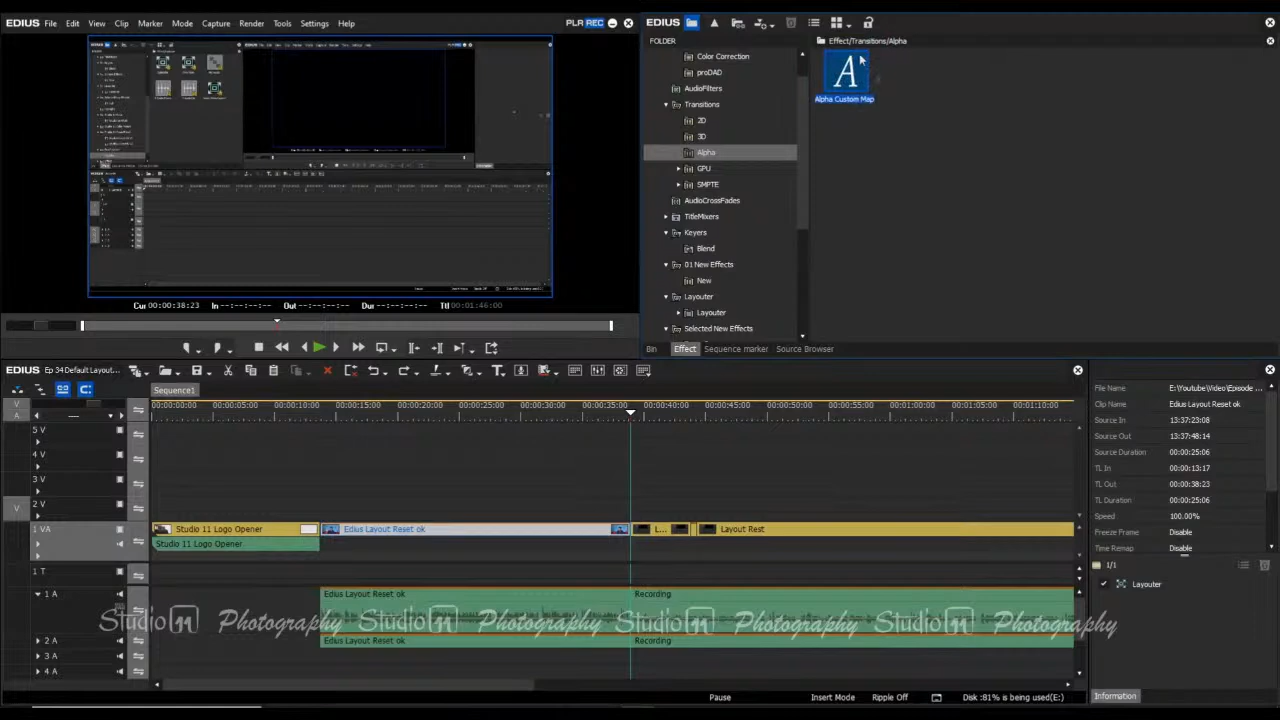 EDIUS File Edit View Clip Marker Mode Capture Render Tools Settings Help
PLR REC
Cur 00:00:38:23 In --:--:--:-- Out --:--:--:-- Dur --:--:--:-- Ttl 00:01:46:00
EDIUS
FOLDER
Effect/Transitions/Alpha
Color Correction
proDAD
AudioFilters
Transitions
2D
3D
Alpha
GPU
SMPTE
AudioCrossFades
TitleMixers
Keyers
Blend
01 New Effects
New
Layouter
Layouter
Selected New Effects
Alpha Custom Map
Bin Effect Sequence marker Source Browser
EDIUS Ep 34 Default Layout...
Sequence1
00:00:00:00 00:00:05:00 00:00:10:00 00:00:15:00 00:00:20:00 00:00:25:00 00:00:30:00 00:00:35:00 00:00:40:00 00:00:45:00 00:00:50:00 00:00:55:00 00:01:00:00 00:01:05:00 00:01:10:00
V
A
5 V
4 V
3 V
2 V
V
1 VA
Studio 11 Logo Opener Edius Layout Reset ok L... Layout Rest
Studio 11 Logo Opener
1 T
1 A
Edius Layout Reset ok Recording
Studio 11 Photography Studio 11 Photography Studio 11 Photography Studio 11 Photography
2 A
Edius Layout Reset ok Recording
3 A
4 A
File Name E:\Youtube\Video\Episode ...
Clip Name Edius Layout Reset ok
Source In 13:37:23:08
Source Out 13:37:48:14
Source Duration 00:00:25:06
TL In 00:00:13:17
TL Out 00:00:38:23
TL Duration 00:00:25:06
Speed 100.00%
Freeze Frame Disable
Time Remap Disable
1/1
Layouter
Information
Pause Insert Mode Ripple Off Disk :81% is being used(E:)